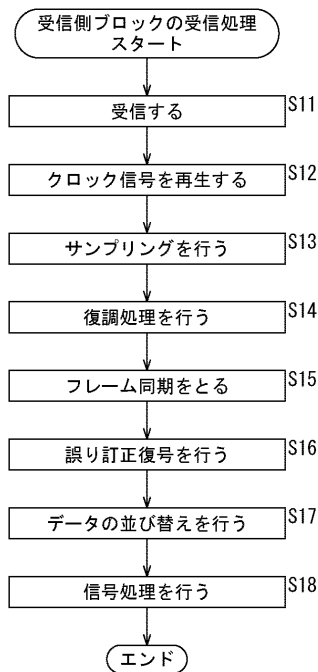 受信側ブロックの受信処理
スタート
受信する
S11
クロック信号を再生する
S12
サンプリングを行う
S13
復調処理を行う
S14
フレーム同期をとる
S15
誤り訂正復号を行う
S16
データの並び替えを行う
S17
信号処理を行う
S18
エンド